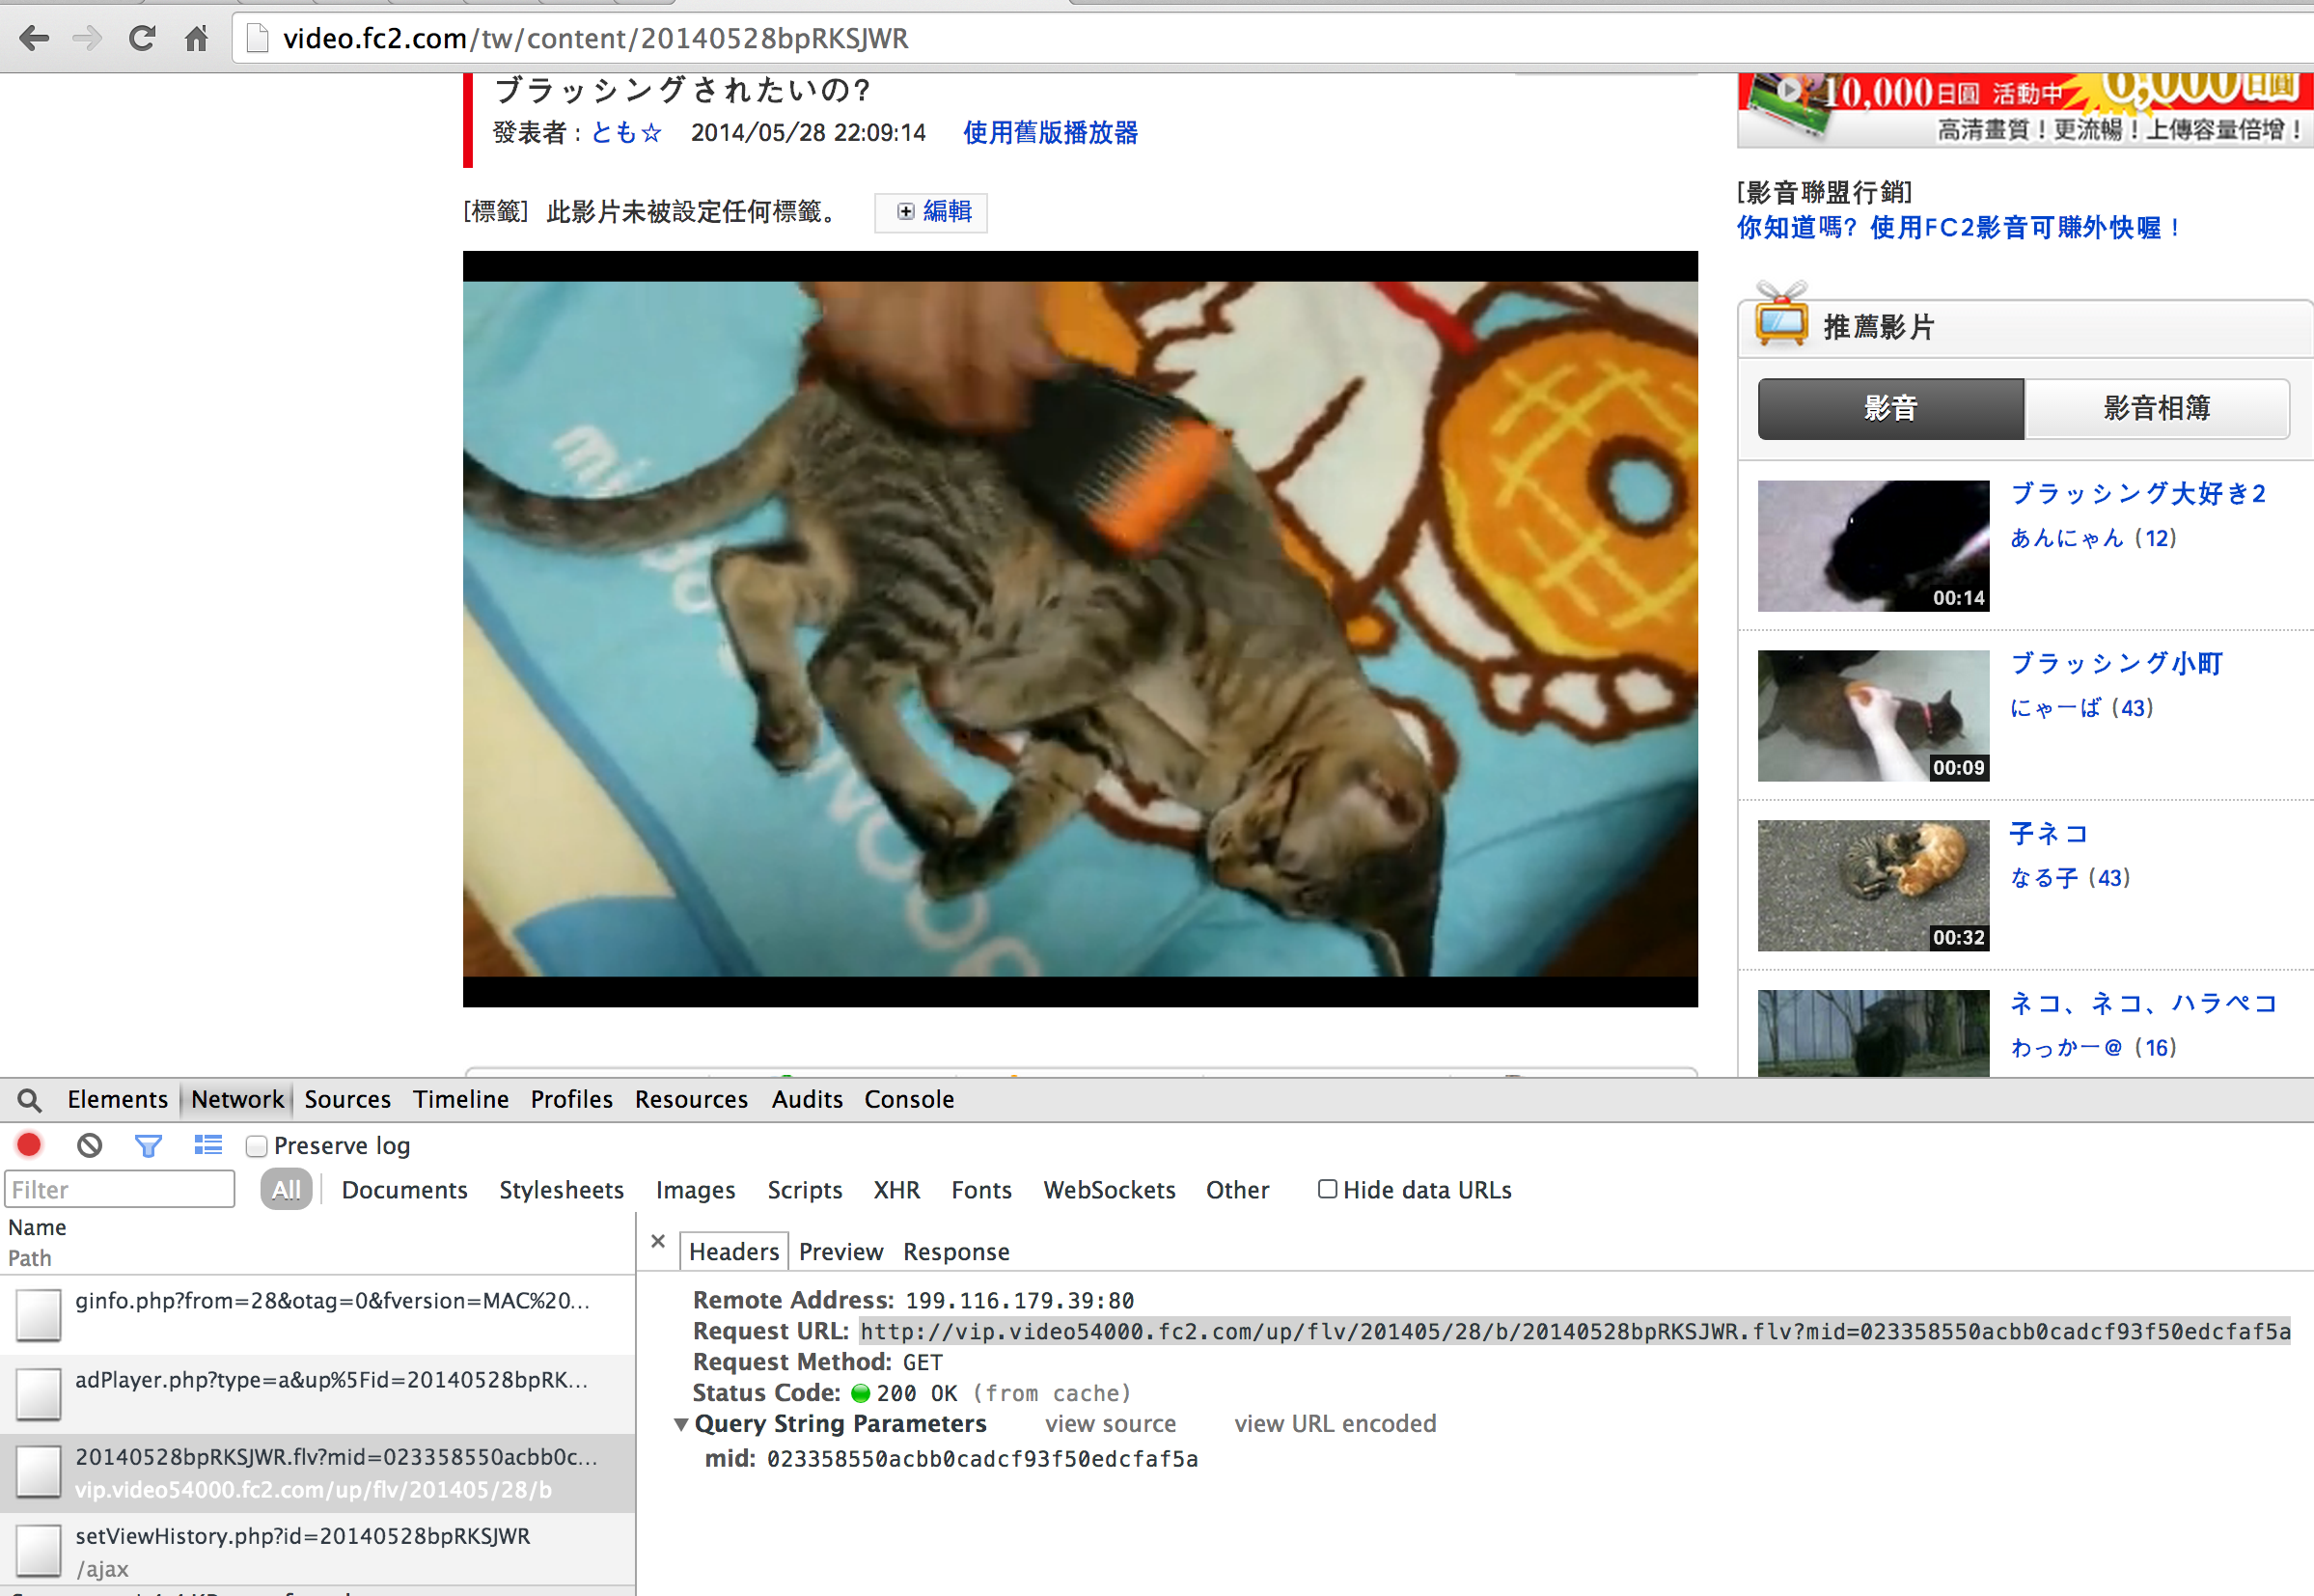 video.fc2.com/tw/content/20140528bpRKSJWR
ブラッシングされたいの?
發表者 : とも☆ 2014/05/28 22:09:14 使用舊版播放器
[標籤] 此影片未被設定任何標籤。 編輯
10,000日圓 活動中 日圓
高清畫質！更流暢！上傳容量倍增！
[影音聯盟行銷]
你知道嗎? 使用FC2影音可賺外快喔！
推薦影片
影音 影音相簿
ブラッシング大好き2
あんにゃん (12)
00:14
ブラッシング小町
にゃーば (43)
00:09
子ネコ
なる子 (43)
00:32
ネコ、ネコ、ハラペコ
わっかー@ (16)
Elements Network Sources Timeline Profiles Resources Audits Console
Preserve log
Filter All Documents Stylesheets Images Scripts XHR Fonts WebSockets Other Hide data URLs
Name
Path
ginfo.php?from=28&otag=0&fversion=MAC%20...
adPlayer.php?type=a&up%5Fid=20140528bpRK...
20140528bpRKSJWR.flv?mid=023358550acbb0c...
vip.video54000.fc2.com/up/flv/201405/28/b
setViewHistory.php?id=20140528bpRKSJWR
/ajax
× Headers Preview Response
Remote Address: 199.116.179.39:80
Request URL: http://vip.video54000.fc2.com/up/flv/201405/28/b/20140528bpRKSJWR.flv?mid=023358550acbb0cadcf93f50edcfaf5a
Request Method: GET
Status Code: 200 OK (from cache)
Query String Parameters view source view URL encoded
mid: 023358550acbb0cadcf93f50edcfaf5a